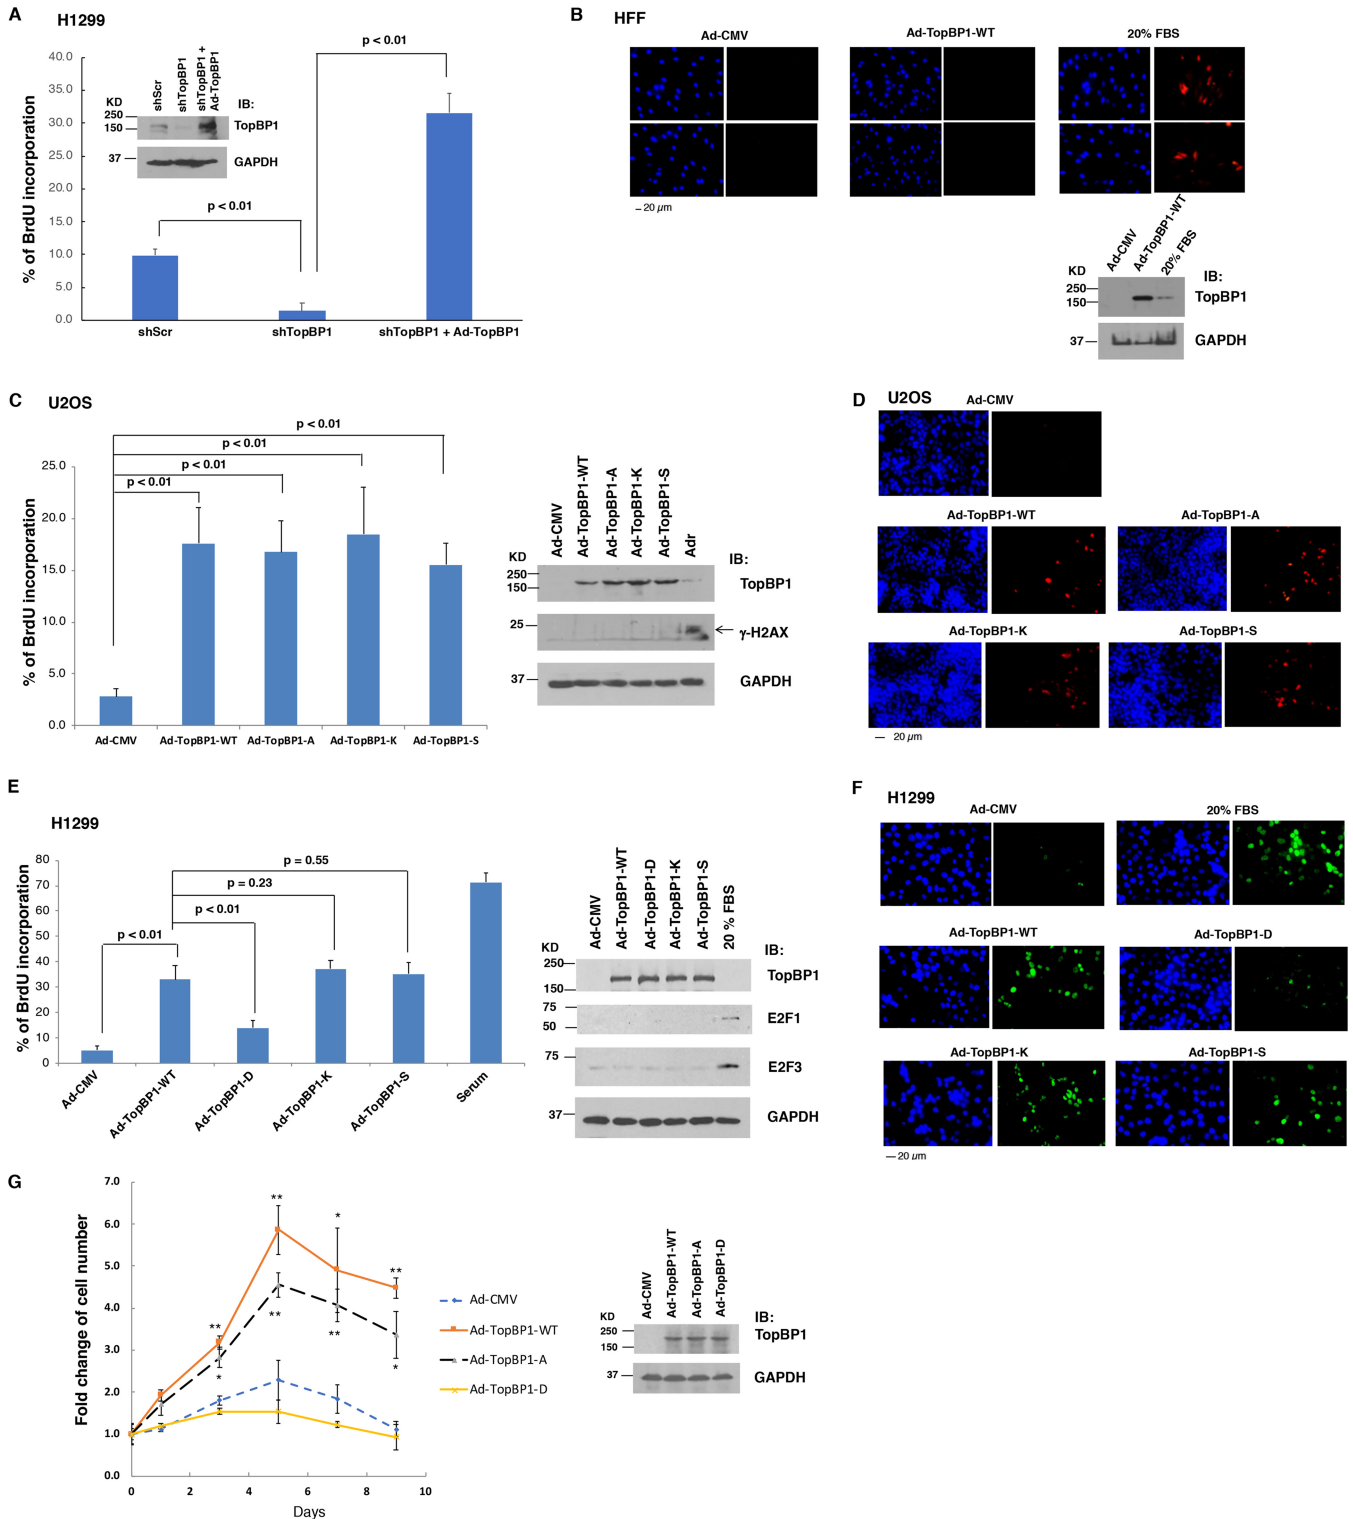 A
H1299
% of BrdU incorporation
40.0
35.0
30.0
25.0
20.0
15.0
10.0
5.0
0.0
p < 0.01
p < 0.01
shScr
shTopBP1
shTopBP1 +
Ad-TopBP1
KD
250
150
37
IB:
TopBP1
GAPDH
shScr
shTopBP1
shTopBP1 + Ad-TopBP1
B
HFF
Ad-CMV
Ad-TopBP1-WT
20% FBS
20 µm
Ad-CMV
Ad-TopBP1-WT
20% FBS
KD
250
150
37
IB:
TopBP1
GAPDH
C
U2OS
% of BrdU incorporation
25.0
20.0
15.0
10.0
5.0
0.0
p < 0.01
p < 0.01
p < 0.01
p < 0.01
Ad-CMV
Ad-TopBP1-WT
Ad-TopBP1-A
Ad-TopBP1-K
Ad-TopBP1-S
Ad-CMV
Ad-TopBP1-WT
Ad-TopBP1-A
Ad-TopBP1-K
Ad-TopBP1-S
Adr
KD
250
150
25
37
IB:
TopBP1
γ-H2AX
GAPDH
D
U2OS
Ad-CMV
Ad-TopBP1-WT
Ad-TopBP1-A
Ad-TopBP1-K
Ad-TopBP1-S
20 µm
E
H1299
% of BrdU incorporation
80
70
60
50
40
30
20
10
0
p = 0.55
p = 0.23
p < 0.01
p < 0.01
Ad-CMV
Ad-TopBP1-WT
Ad-TopBP1-D
Ad-TopBP1-K
Ad-TopBP1-S
Serum
Ad-CMV
Ad-TopBP1-WT
Ad-TopBP1-D
Ad-TopBP1-K
Ad-TopBP1-S
20 % FBS
KD
250
150
75
50
75
37
IB:
TopBP1
E2F1
E2F3
GAPDH
F
H1299
Ad-CMV
20% FBS
Ad-TopBP1-WT
Ad-TopBP1-D
Ad-TopBP1-K
Ad-TopBP1-S
20 µm
G
Fold change of cell number
7.0
6.0
5.0
4.0
3.0
2.0
1.0
0.0
0
2
4
6
8
10
Days
**
*
**
**
*
**
**
*
Ad-CMV
Ad-TopBP1-WT
Ad-TopBP1-A
Ad-TopBP1-D
Ad-CMV
Ad-TopBP1-WT
Ad-TopBP1-A
Ad-TopBP1-D
KD
250
150
37
IB:
TopBP1
GAPDH